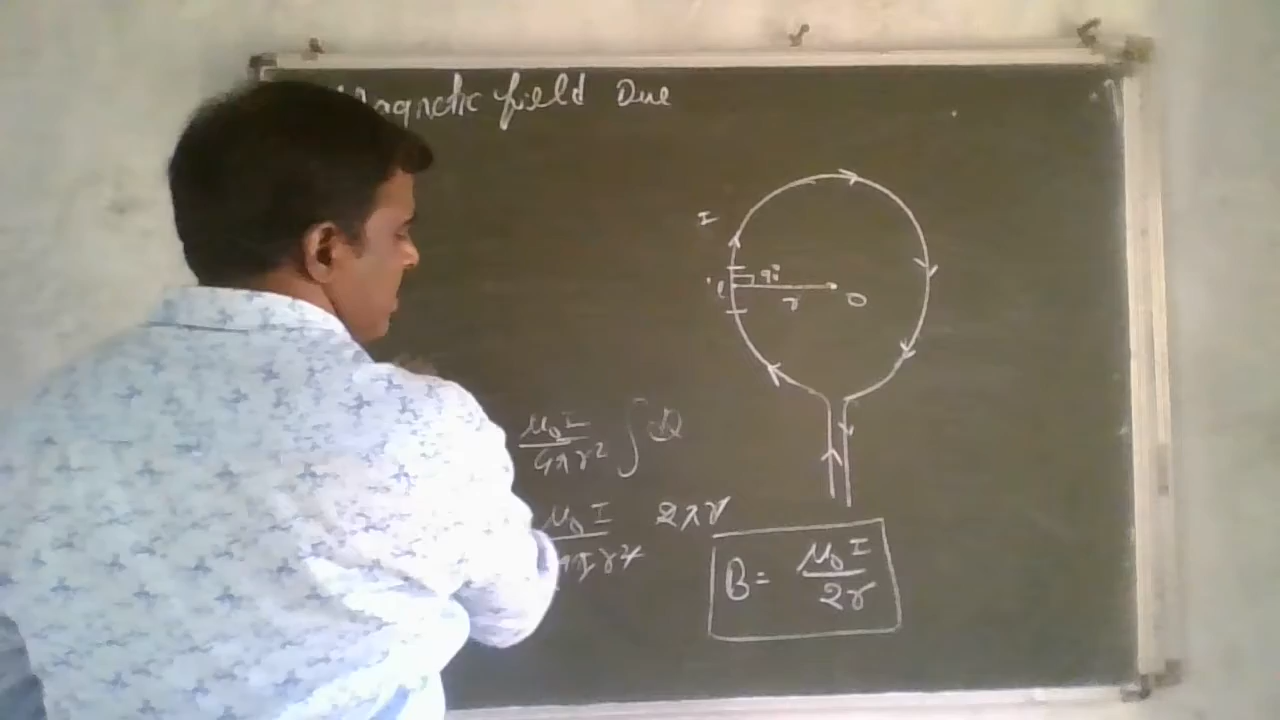 Magnetic field Due
I
90°
l
r
O
μ₀I
4πr² ∫ dl
μ₀I
4πr² 2πr
B = μ₀I
2r